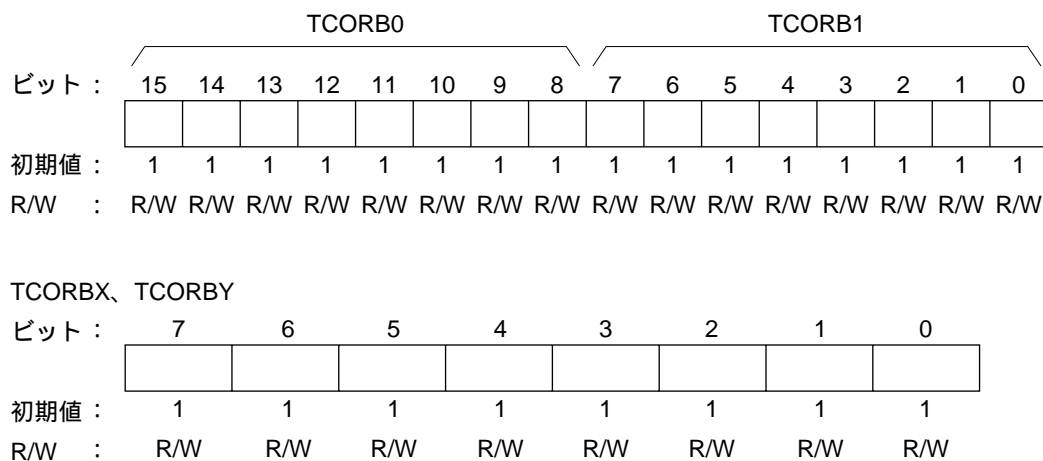 TCORB0 TCORB1
ビット： 15 14 13 12 11 10 9 8 7 6 5 4 3 2 1 0
初期値： 1 1 1 1 1 1 1 1 1 1 1 1 1 1 1 1
R/W ： R/W R/W R/W R/W R/W R/W R/W R/W R/W R/W R/W R/W R/W R/W R/W R/W
TCORBX、TCORBY
ビット： 7 6 5 4 3 2 1 0
初期値： 1 1 1 1 1 1 1 1
R/W ： R/W R/W R/W R/W R/W R/W R/W R/W